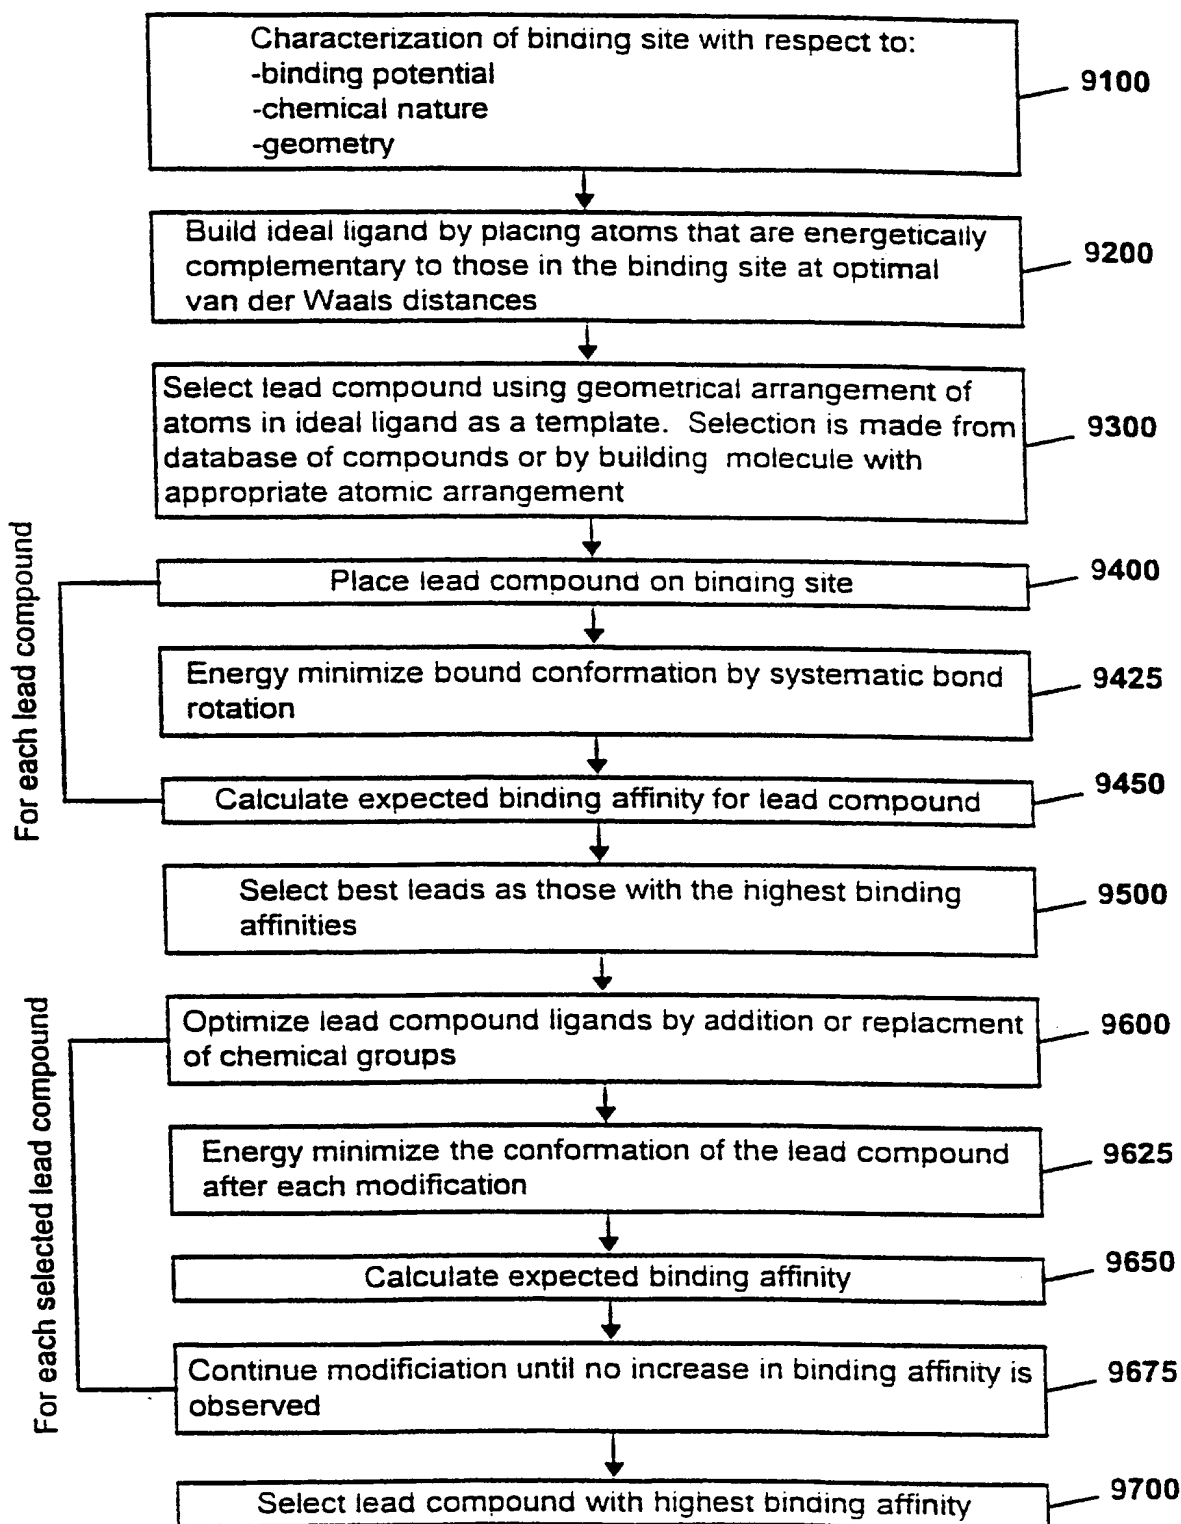 Characterization of binding site with respect to:
-binding potential
-chemical nature
-geometry
9100
Build ideal ligand by placing atoms that are energetically
complementary to those in the binding site at optimal
van der Waals distances
9200
Select lead compound using geometrical arrangement of
atoms in ideal ligand as a template. Selection is made from
database of compounds or by building molecule with
appropriate atomic arrangement
9300
For each lead compound
Place lead compound on binding site
9400
Energy minimize bound conformation by systematic bond
rotation
9425
Calculate expected binding affinity for lead compound
9450
Select best leads as those with the highest binding
affinities
9500
For each selected lead compound
Optimize lead compound ligands by addition or replacment
of chemical groups
9600
Energy minimize the conformation of the lead compound
after each modification
9625
Calculate expected binding affinity
9650
Continue modificiation until no increase in binding affinity is
observed
9675
Select lead compound with highest binding affinity
9700